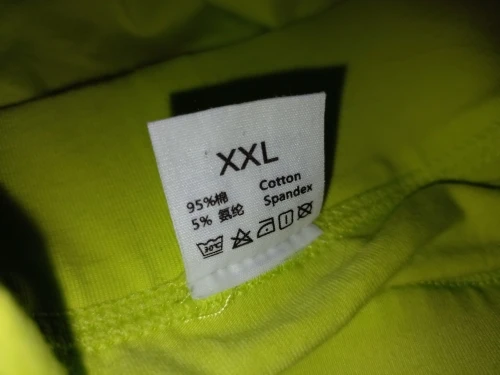 XXL
95%棉 Cotton
5% 氨纶 Spandex